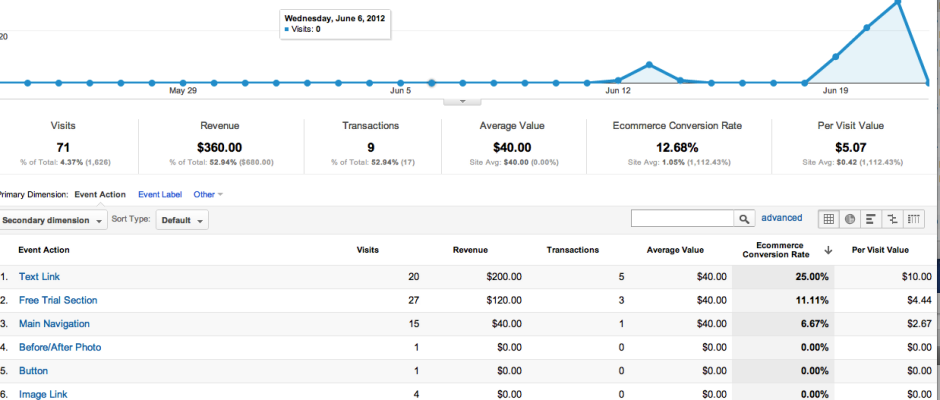 Wednesday, June 6, 2012
Visits: 0
20
May 29 Jun 5 Jun 12 Jun 19
Visits Revenue Transactions Average Value Ecommerce Conversion Rate Per Visit Value
71 $360.00 9 $40.00 12.68% $5.07
% of Total: 4.37% (1,626) % of Total: 52.94% ($680.00) % of Total: 52.94% (17) Site Avg: $40.00 (0.00%) Site Avg: 1.05% (1,112.43%) Site Avg: $0.42 (1,112.43%)
Primary Dimension: Event Action Event Label Other
Secondary dimension Sort Type: Default advanced
Event Action Visits Revenue Transactions Average Value Ecommerce Conversion Rate Per Visit Value
1. Text Link 20 $200.00 5 $40.00 25.00% $10.00
2. Free Trial Section 27 $120.00 3 $40.00 11.11% $4.44
3. Main Navigation 15 $40.00 1 $40.00 6.67% $2.67
4. Before/After Photo 1 $0.00 0 $0.00 0.00% $0.00
5. Button 1 $0.00 0 $0.00 0.00% $0.00
6. Image Link 4 $0.00 0 $0.00 0.00% $0.00